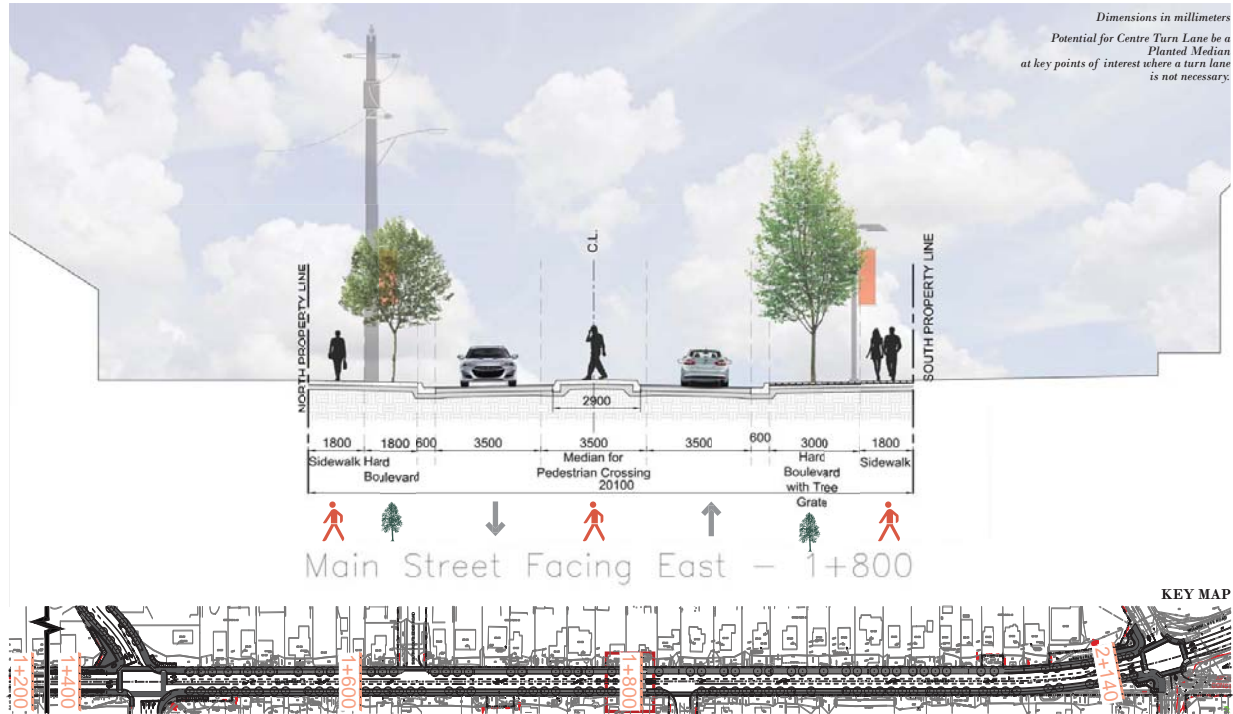 Dimensions in millimeters
Potential for Centre Turn Lane be a
Planted Median
at key points of interest where a turn lane
is not necessary.
C.L.
NORTH PROPERTY LINE
SOUTH PROPERTY LINE
2900
1800 1800 600 3500 3500 3500 600 3000 1800
Sidewalk
Hard
Boulevard
Median for
Pedestrian Crossing
Hard
Boulevard
with Tree
Grate
Sidewalk
20100
Main Street Facing East - 1+800
KEY MAP
1+200
1+400
1+600
1+800
2+140